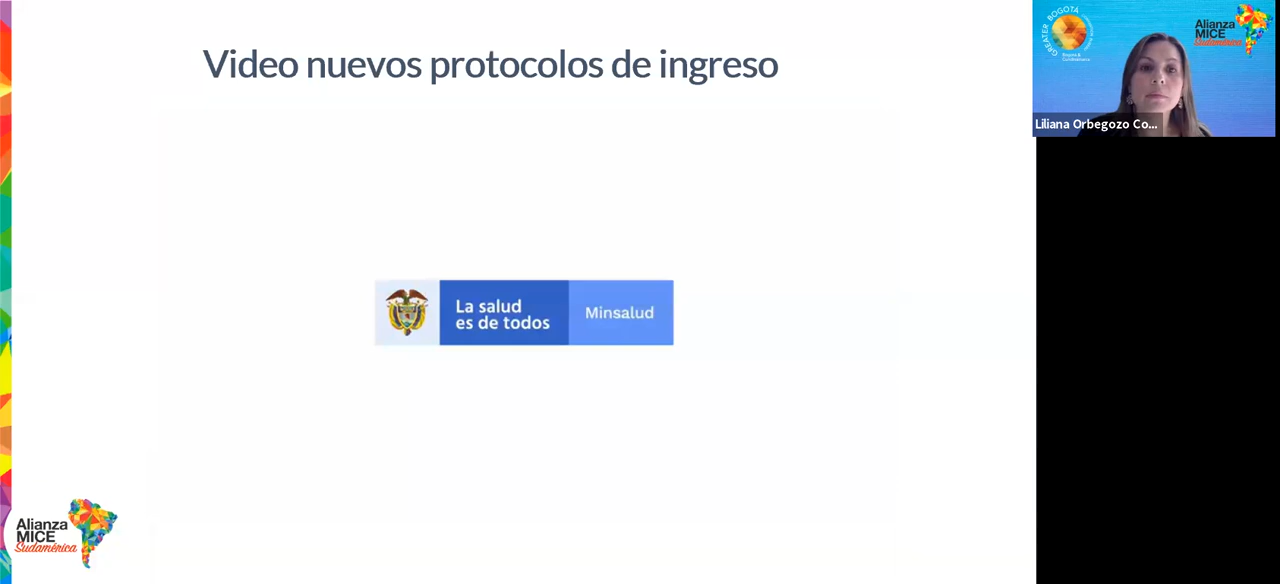 Video nuevos protocolos de ingreso
La salud
es de todos
Minsalud
Alianza
MICE
Sudamérica
GREATER BOGOTA
Alianza
MICE
Sudamérica
Liliana Orbegozo Co...